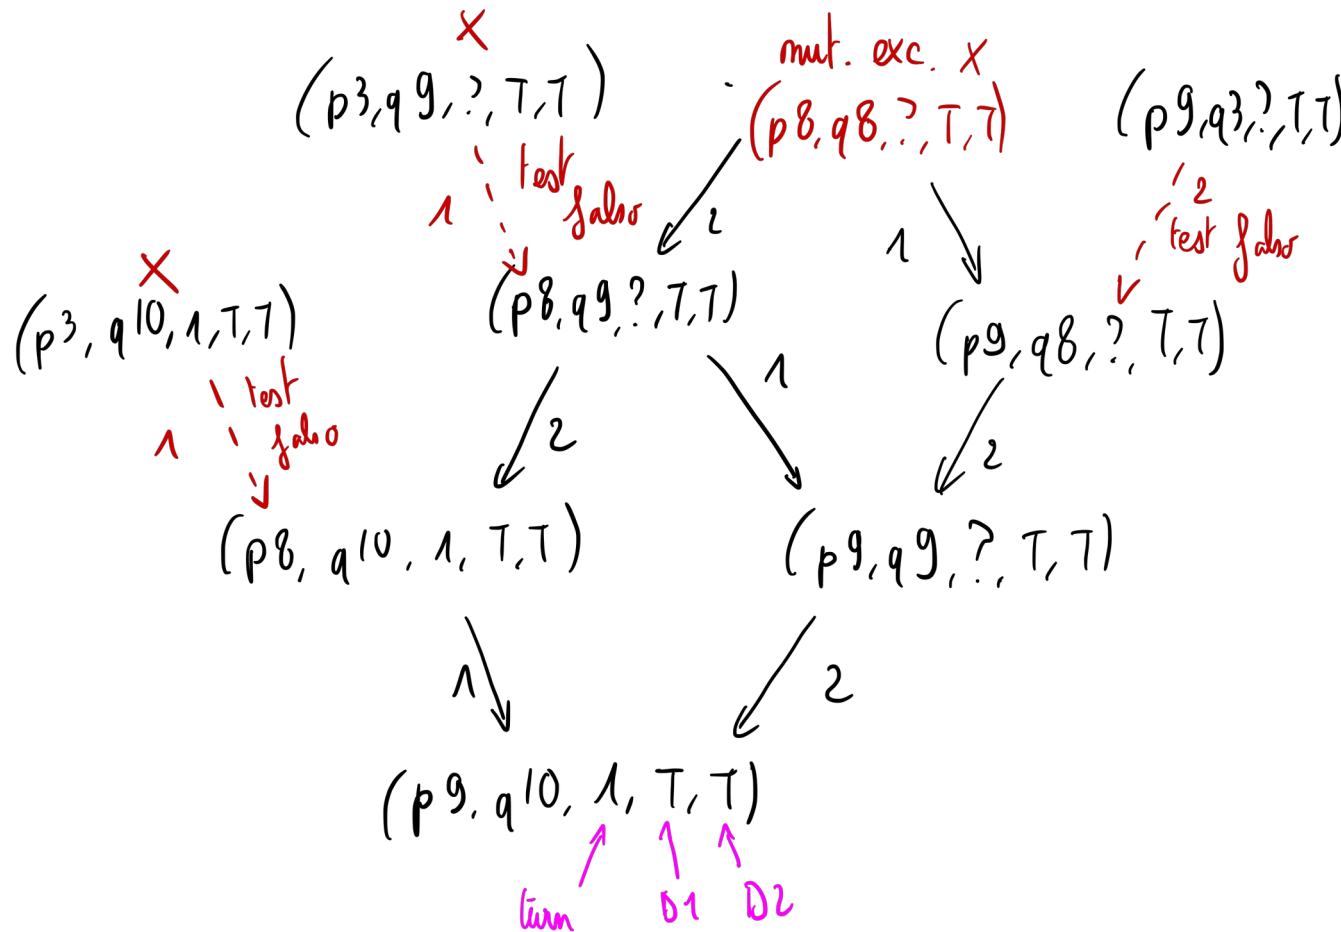 X
mut. exc. X
(p3,q9,?,T,T)
(p8,q8,?,T,T)
(p9,q3,?,T,T)
1
test
falso
2
1
2
test falso
X
(p3, q10, 1, T, T)
(p8, q9, ?, T, T)
(p9, q8, ?, T, T)
1
test
falso
2
1
2
(p8, q10, 1, T, T)
(p9, q9, ?, T, T)
1
2
(p9, q10, 1, T, T)
turn
D1
D2